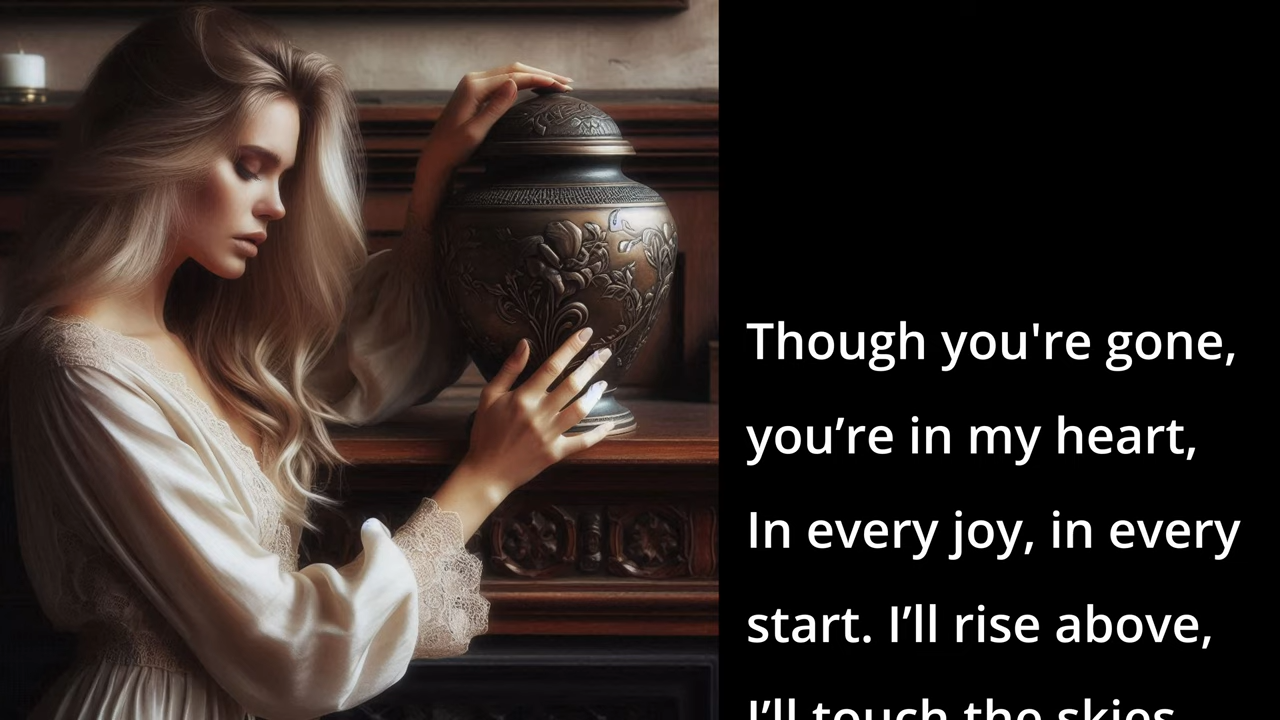 Though you're gone,
you’re in my heart,
In every joy, in every
start. I’ll rise above,
I’ll touch the skies